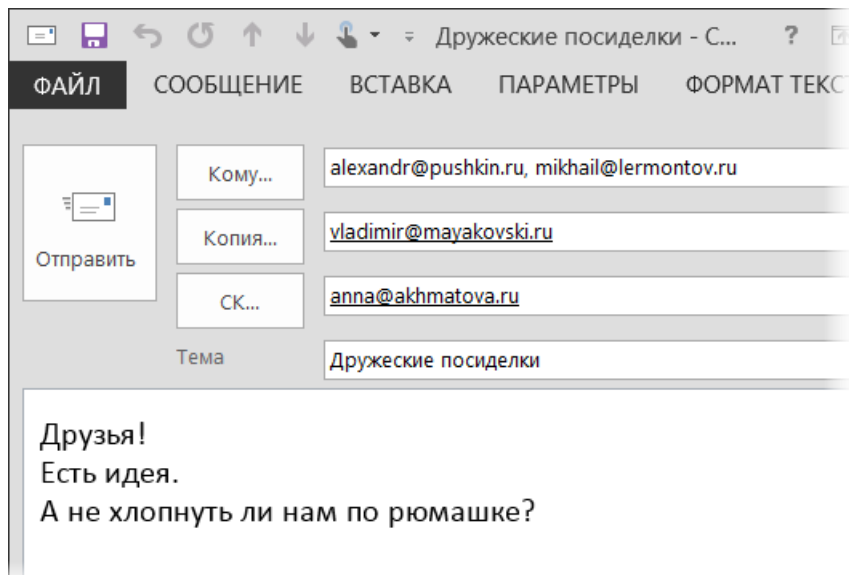 Дружеские посиделки - С... ?
ФАЙЛ СООБЩЕНИЕ ВСТАВКА ПАРАМЕТРЫ ФОРМАТ ТЕКС
Кому... alexandr@pushkin.ru, mikhail@lermontov.ru
Копия... vladimir@mayakovski.ru
Отправить
СК... anna@akhmatova.ru
Тема Дружеские посиделки
Друзья!
Есть идея.
А не хлопнуть ли нам по рюмашке?